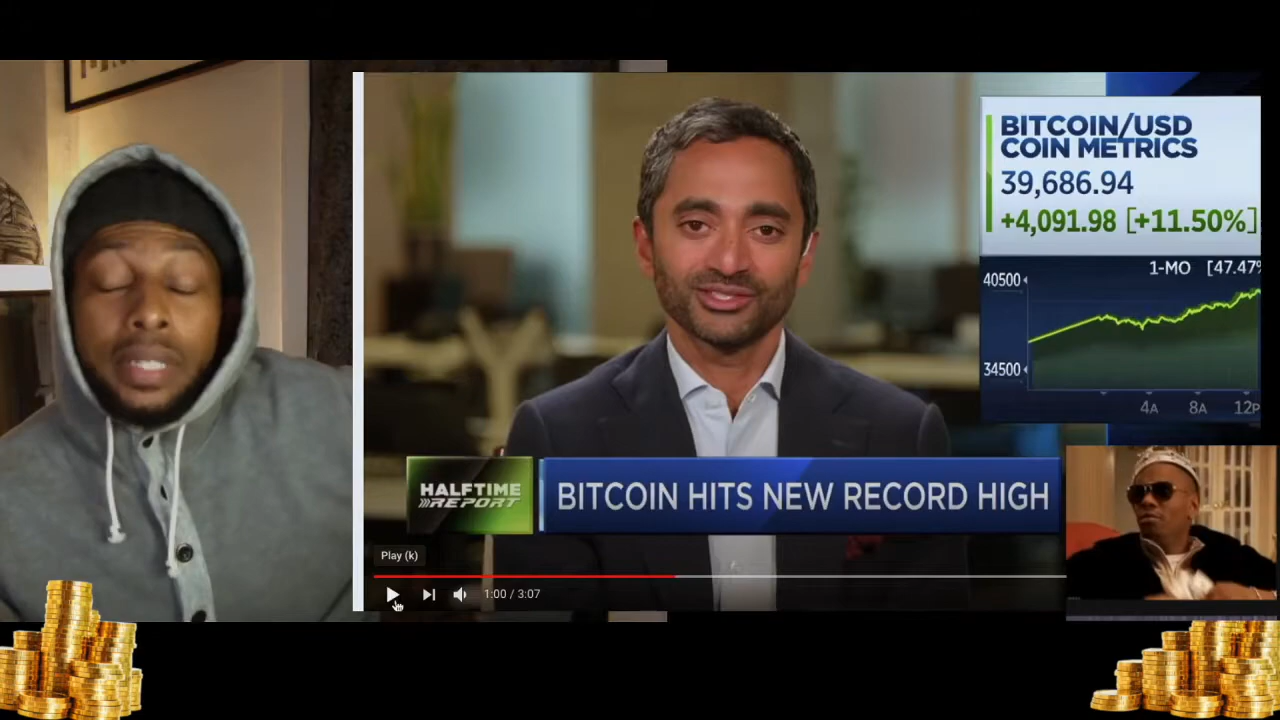 BITCOIN/USD
COIN METRICS
39,686.94
+4,091.98 [+11.50%]
1-MO [47.47%
40500
34500
4A 8A 12P
HALFTIME
REPORT
BITCOIN HITS NEW RECORD HIGH
Play (k)
1:00 / 3:07